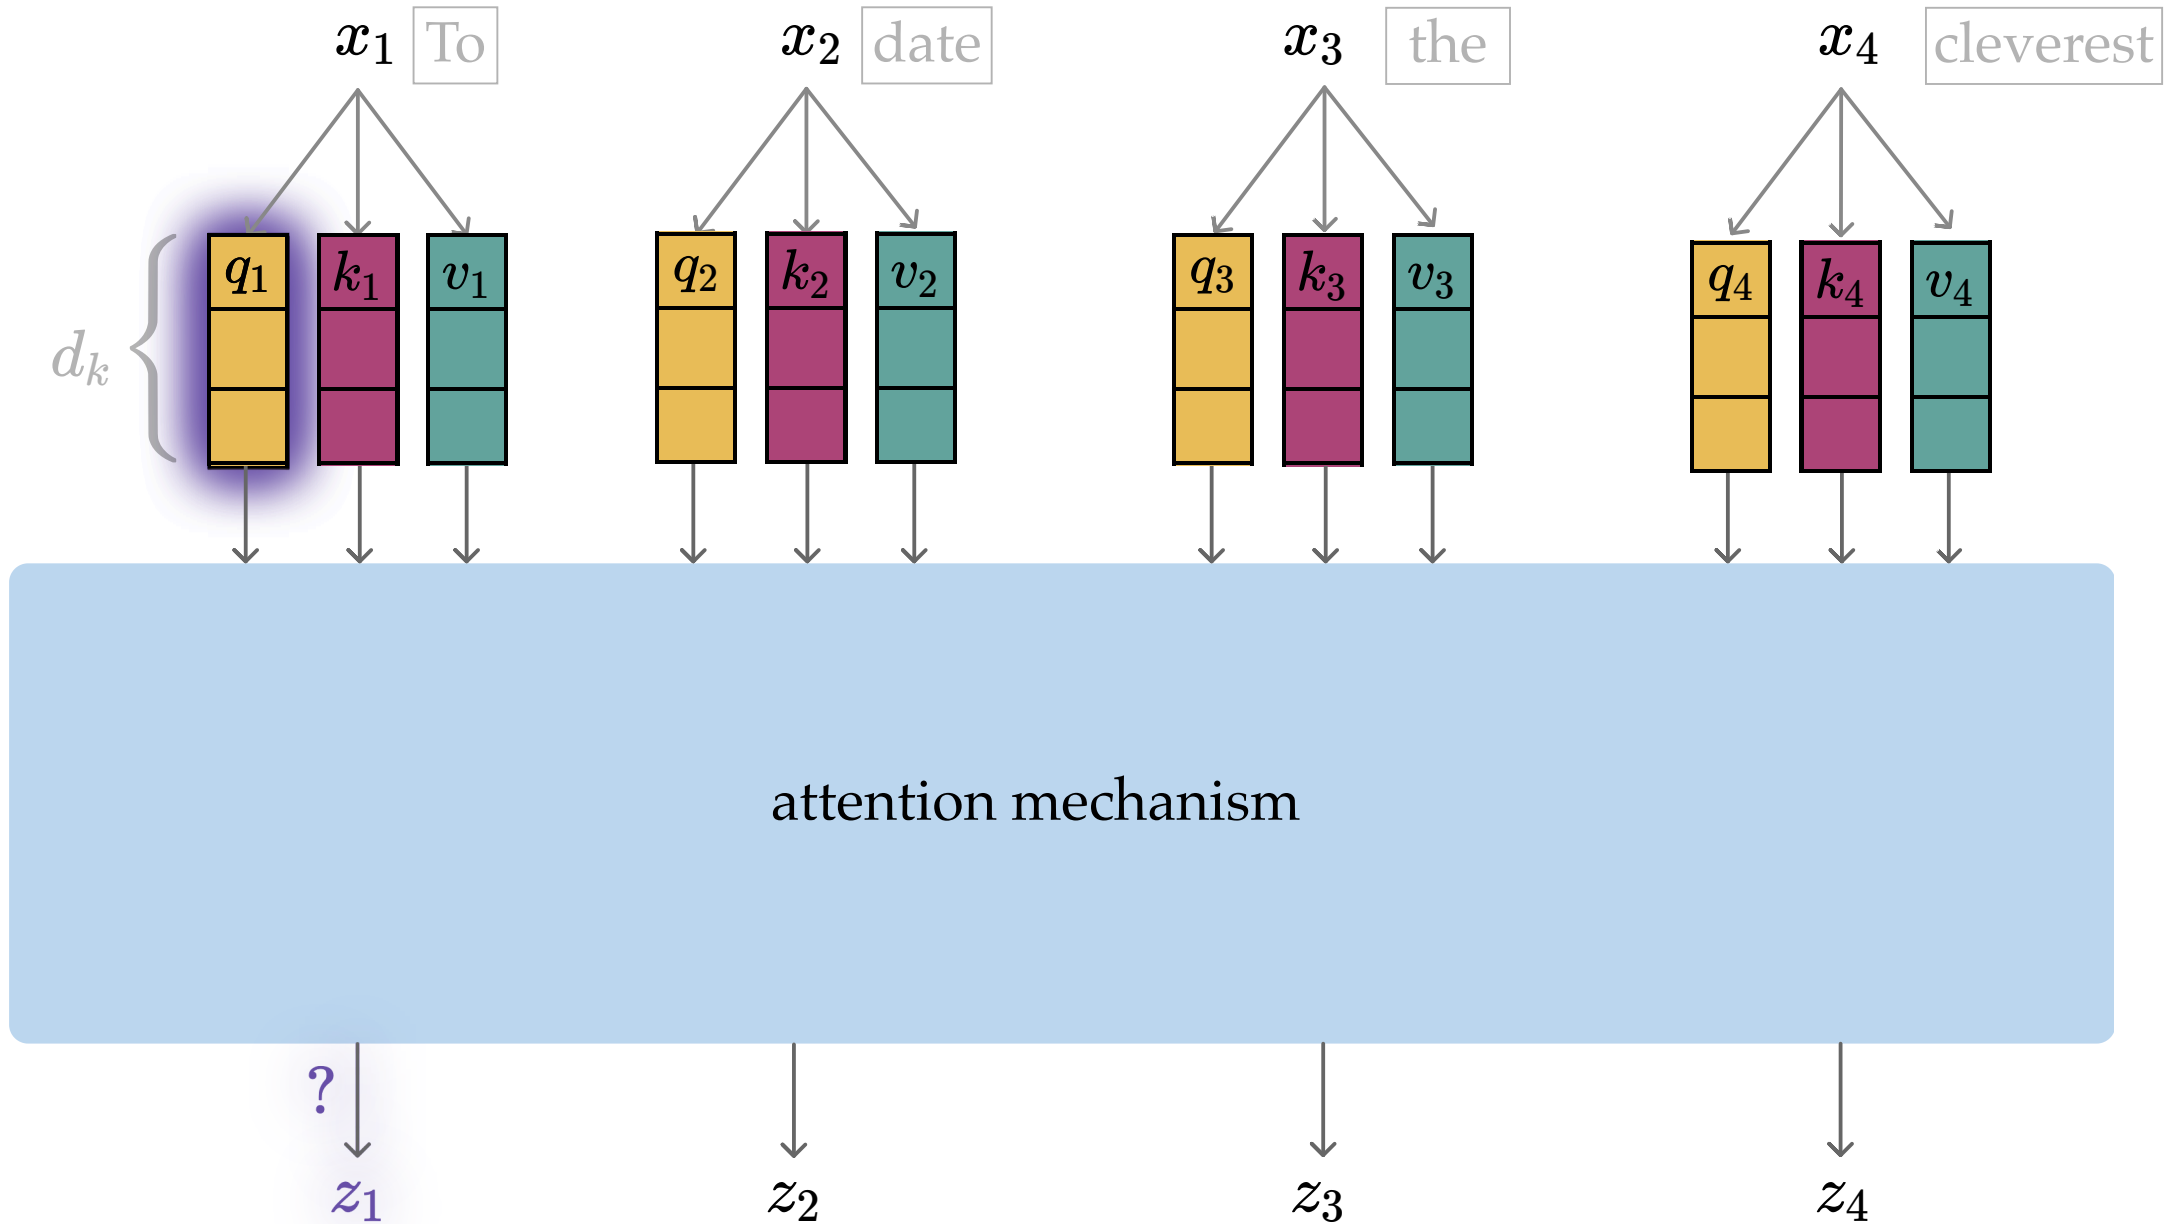 x₁ To x₂ date x₃ the x₄ cleverest
q₁ k₁ v₁ q₂ k₂ v₂ q₃ k₃ v₃ q₄ k₄ v₄
dₖ
attention mechanism
?
z₁ z₂ z₃ z₄